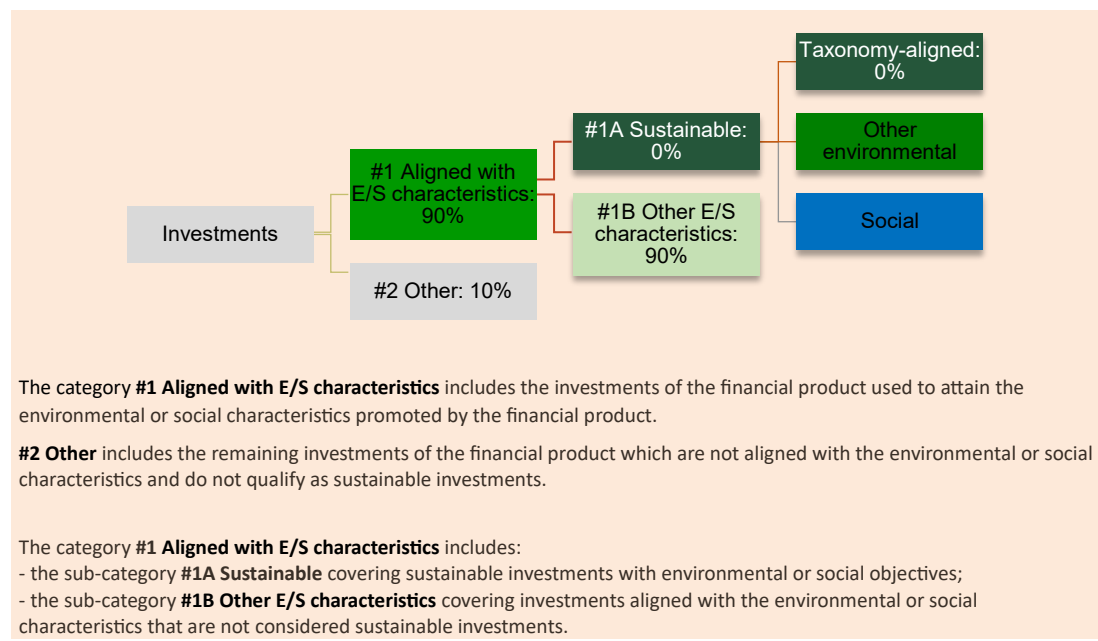 Taxonomy-aligned:
0%
#1A Sustainable:
0%
Other
environmental
#1 Aligned with
E/S characteristics:
90%
#1B Other E/S
characteristics:
90%
Social
Investments
#2 Other: 10%
The category #1 Aligned with E/S characteristics includes the investments of the financial product used to attain the
environmental or social characteristics promoted by the financial product.
#2 Other includes the remaining investments of the financial product which are not aligned with the environmental or social
characteristics and do not qualify as sustainable investments.
The category #1 Aligned with E/S characteristics includes:
- the sub-category #1A Sustainable covering sustainable investments with environmental or social objectives;
- the sub-category #1B Other E/S characteristics covering investments aligned with the environmental or social
characteristics that are not considered sustainable investments.